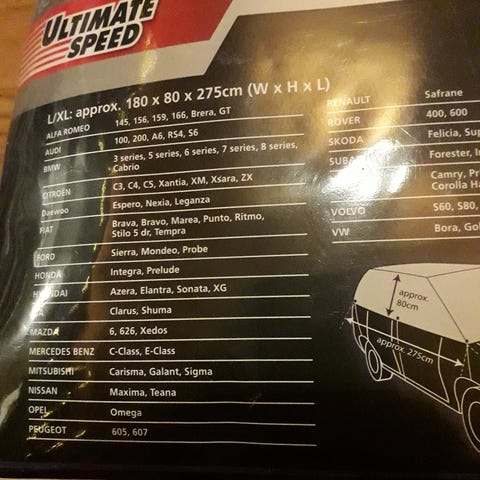 ULTIMATE
SPEED
L/XL: approx. 180 x 80 x 275cm (W x H x L)
ALFA ROMEO 145, 156, 159, 166, Brera, GT
AUDI 100, 200, A6, RS4, S6
BMW 3 series, 5 series, 6 series, 7 series, 8 series,
Cabrio
CITROËN C3, C4, C5, Xantia, XM, Xsara, ZX
Daewoo Espero, Nexia, Leganza
FIAT Brava, Bravo, Marea, Punto, Ritmo,
Stilo 5 dr, Tempra
FORD Sierra, Mondeo, Probe
HONDA Integra, Prelude
HYUNDAI Azera, Elantra, Sonata, XG
Clarus, Shuma
MAZDA 6, 626, Xedos
MERCEDES BENZ C-Class, E-Class
MITSUBISHI Carisma, Galant, Sigma
NISSAN Maxima, Teana
OPEL Omega
PEUGEOT 605, 607
RENAULT Safrane
ROVER 400, 600
SKODA Felicia,
SUBA Forester,
Camry,
Corolla
VOLVO S60, S80,
VW Bora,
approx.
80cm
approx. 275cm